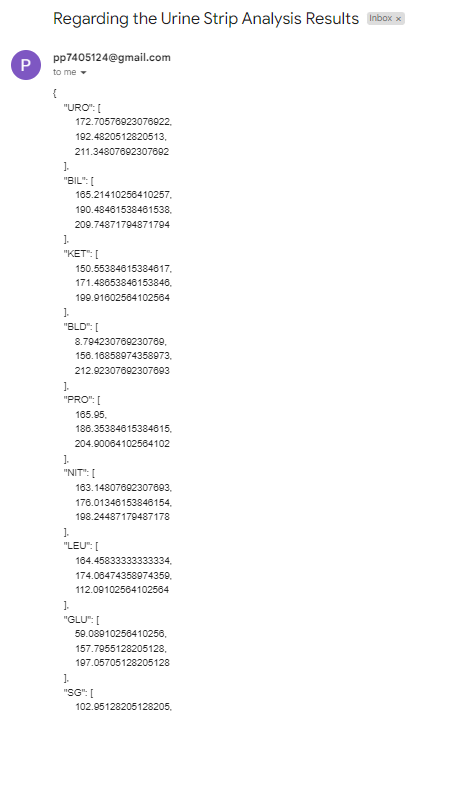 Regarding the Urine Strip Analysis Results Inbox ×
P
pp7405124@gmail.com
to me
{
"URO": [
172.70576923076922,
192.4820512820513,
211.34807692307692
],
"BIL": [
165.21410256410257,
190.48461538461538,
209.74871794871794
],
"KET": [
150.55384615384617,
171.48653846153846,
199.91602564102564
],
"BLD": [
8.794230769230769,
156.16858974358973,
212.92307692307693
],
"PRO": [
165.95,
186.35384615384615,
204.90064102564102
],
"NIT": [
163.14807692307693,
176.01346153846154,
198.24487179487178
],
"LEU": [
164.45833333333334,
174.06474358974359,
112.09102564102564
],
"GLU": [
59.08910256410256,
157.7955128205128,
197.05705128205128
],
"SG": [
102.95128205128205,